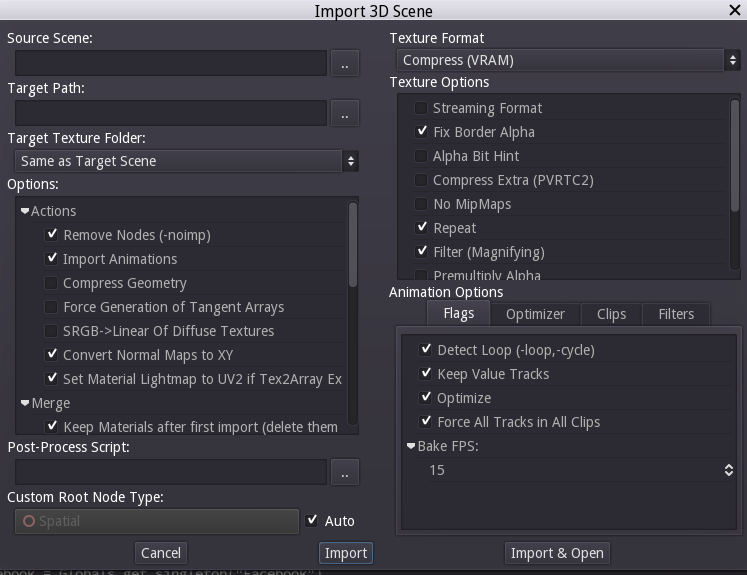 Import 3D Scene
Source Scene:
..
Target Path:
..
Target Texture Folder:
Same as Target Scene
Options:
Actions
Remove Nodes (-noimp)
Import Animations
Compress Geometry
Force Generation of Tangent Arrays
SRGB->Linear Of Diffuse Textures
Convert Normal Maps to XY
Set Material Lightmap to UV2 if Tex2Array Ex
Merge
Keep Materials after first import (delete them
Post-Process Script:
..
Custom Root Node Type:
Spatial
Auto
Texture Format
Compress (VRAM)
Texture Options
Streaming Format
Fix Border Alpha
Alpha Bit Hint
Compress Extra (PVRTC2)
No MipMaps
Repeat
Filter (Magnifying)
Premultiply Alpha
Animation Options
Flags Optimizer Clips Filters
Detect Loop (-loop,-cycle)
Keep Value Tracks
Optimize
Force All Tracks in All Clips
Bake FPS:
15
Cancel Import Import & Open